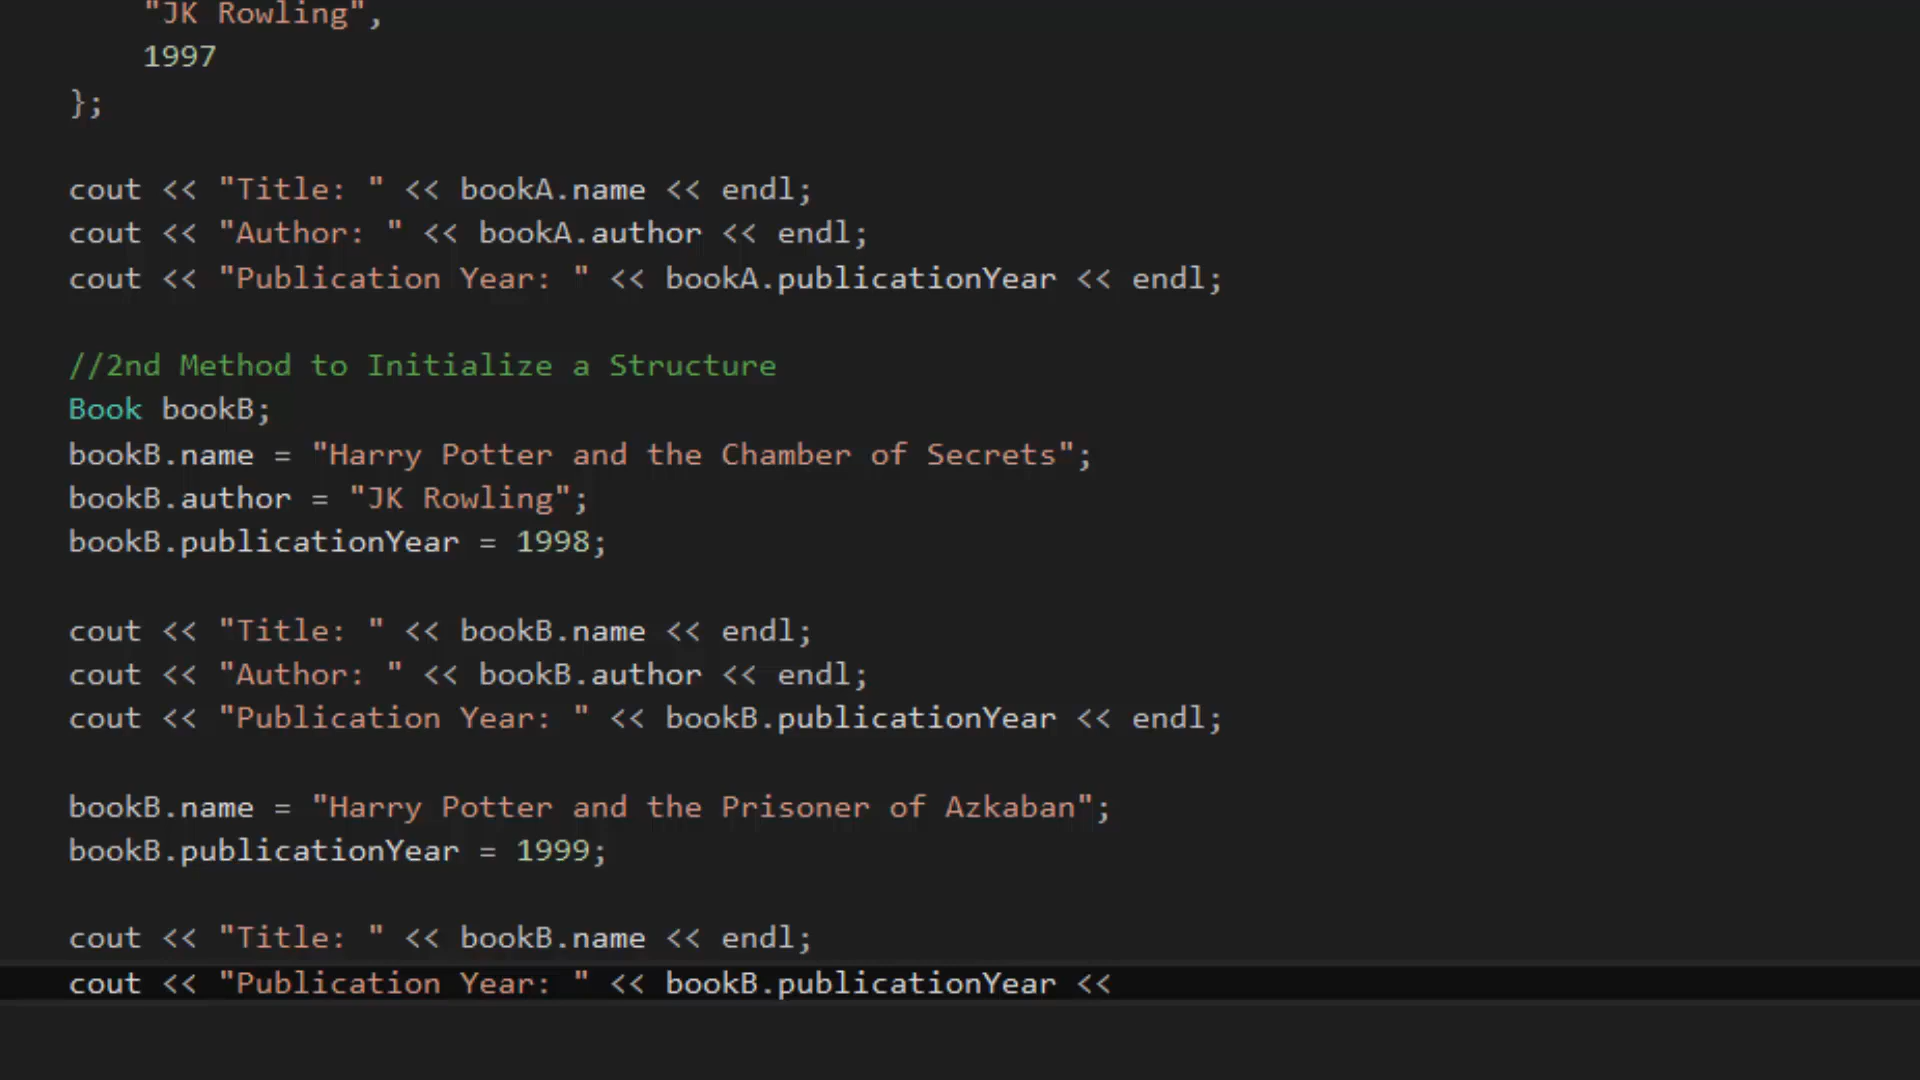 "JK Rowling",
1997
};
cout << "Title: " << bookA.name << endl;
cout << "Author: " << bookA.author << endl;
cout << "Publication Year: " << bookA.publicationYear << endl;
//2nd Method to Initialize a Structure
Book bookB;
bookB.name = "Harry Potter and the Chamber of Secrets";
bookB.author = "JK Rowling";
bookB.publicationYear = 1998;
cout << "Title: " << bookB.name << endl;
cout << "Author: " << bookB.author << endl;
cout << "Publication Year: " << bookB.publicationYear << endl;
bookB.name = "Harry Potter and the Prisoner of Azkaban";
bookB.publicationYear = 1999;
cout << "Title: " << bookB.name << endl;
cout << "Publication Year: " << bookB.publicationYear <<